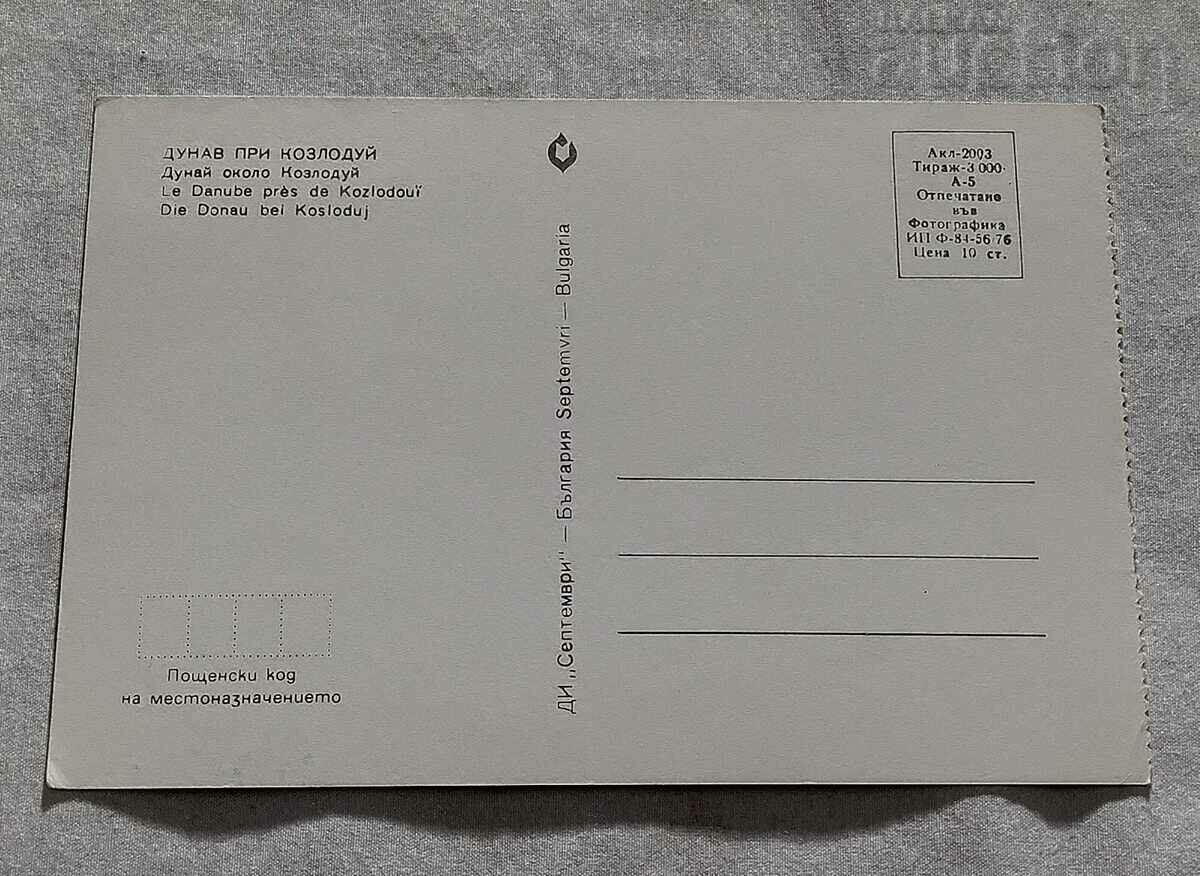 ДУНАВ ПРИ КОЗЛОДУЙ
Дунай около Козлодуй
Le Danube près de Kozlodouï
Die Donau bei Kosloduj
Акл-2003
Тираж-3 000
А-5
Отпечатано
във
Фотографика
ИП Ф-84-56/76
Цена 10 ст.
ДИ „Септември" — България Septemvri — Bulgaria
Пощенски код
на местоназначението